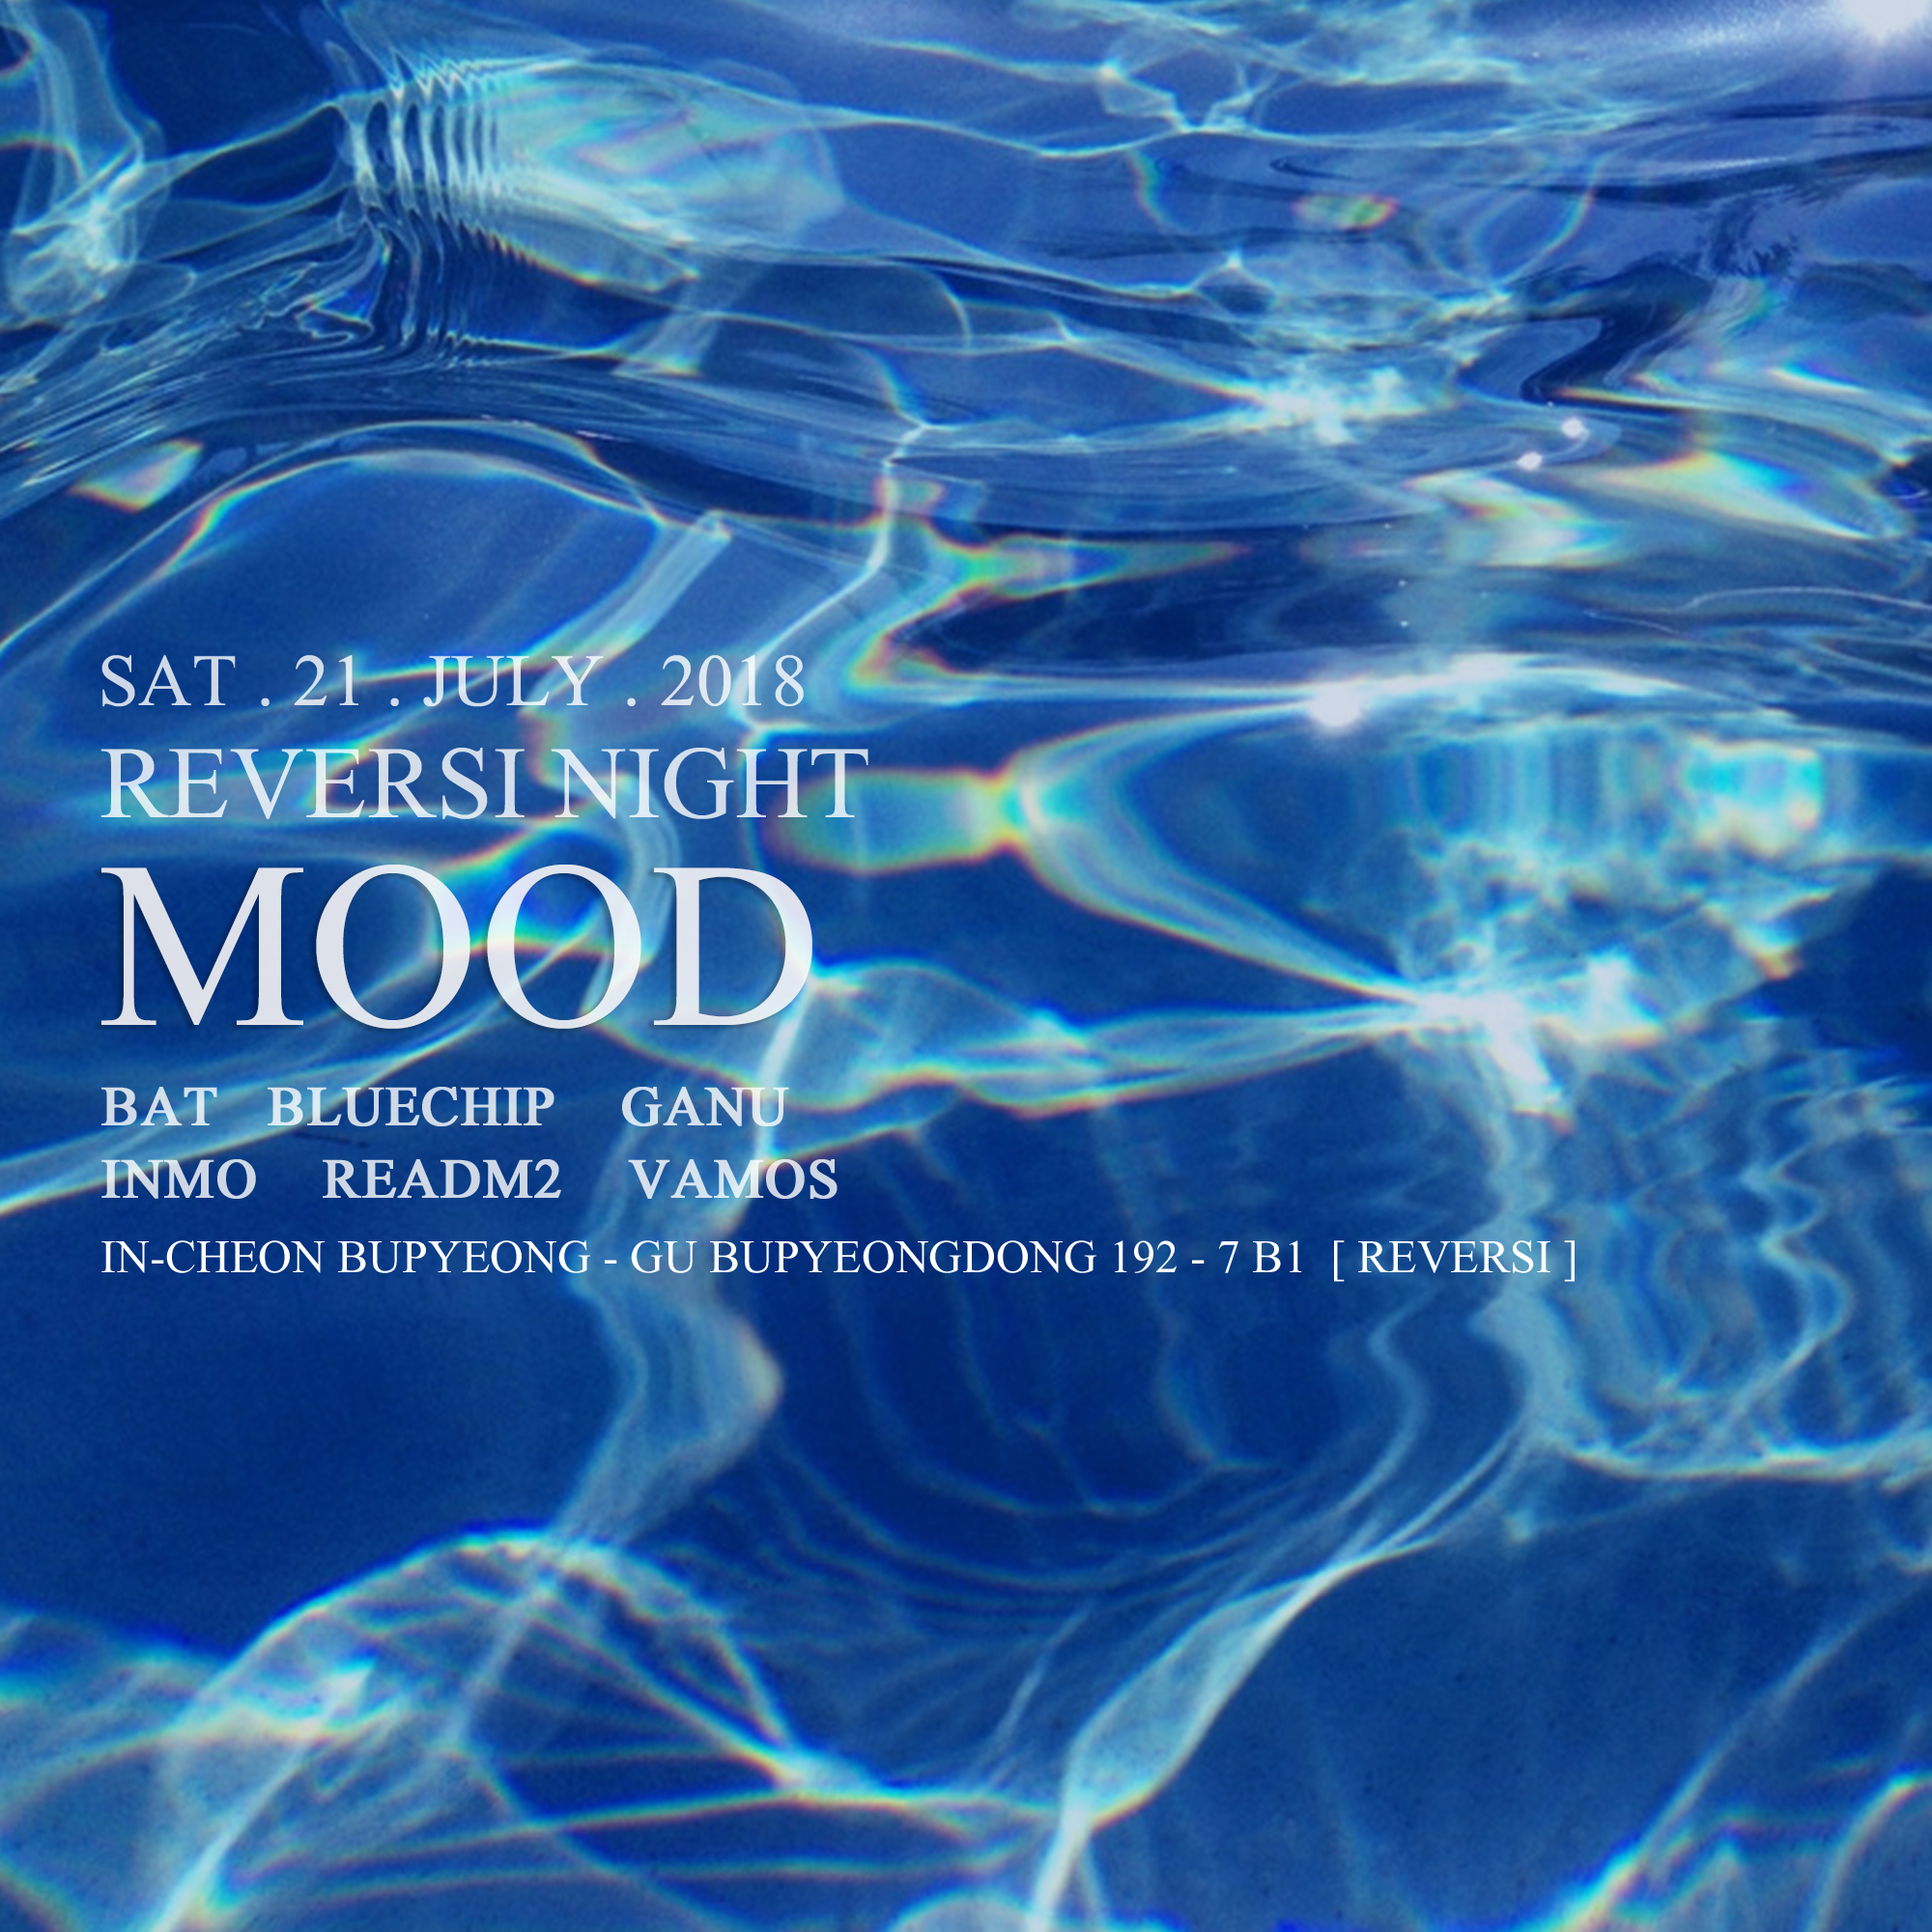 SAT . 21 . JULY . 2018
REVERSI NIGHT
MOOD
BAT BLUECHIP GANU
INMO READM2 VAMOS
IN-CHEON BUPYEONG - GU BUPYEONGDONG 192 - 7 B1 [ REVERSI ]